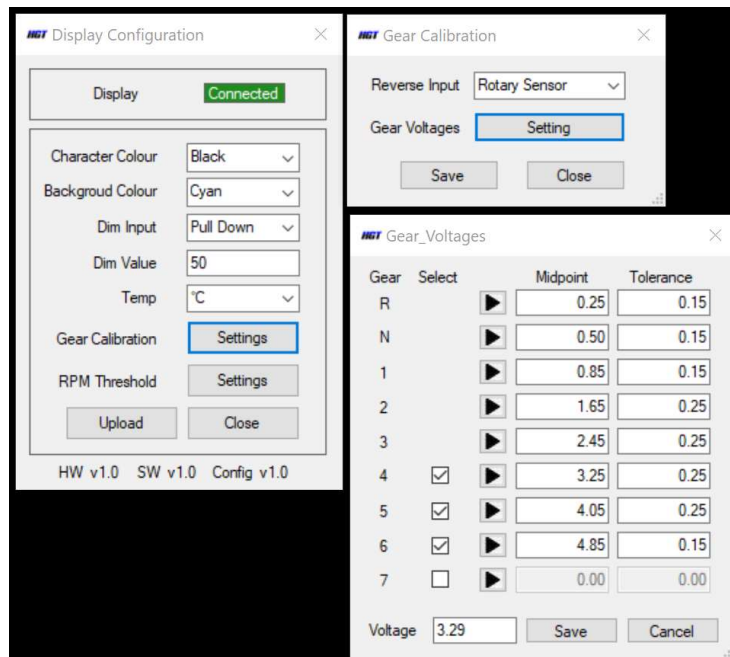 HGT Display Configuration
Display Connected
Character Colour Black
Backgroud Colour Cyan
Dim Input Pull Down
Dim Value 50
Temp °C
Gear Calibration Settings
RPM Threshold Settings
Upload Close
HW v1.0 SW v1.0 Config v1.0
HGT Gear Calibration
Reverse Input Rotary Sensor
Gear Voltages Setting
Save Close
HGT Gear_Voltages
Gear Select Midpoint Tolerance
R 0.25 0.15
N 0.50 0.15
1 0.85 0.15
2 1.65 0.25
3 2.45 0.25
4 3.25 0.25
5 4.05 0.25
6 4.85 0.15
7 0.00 0.00
Voltage 3.29 Save Cancel